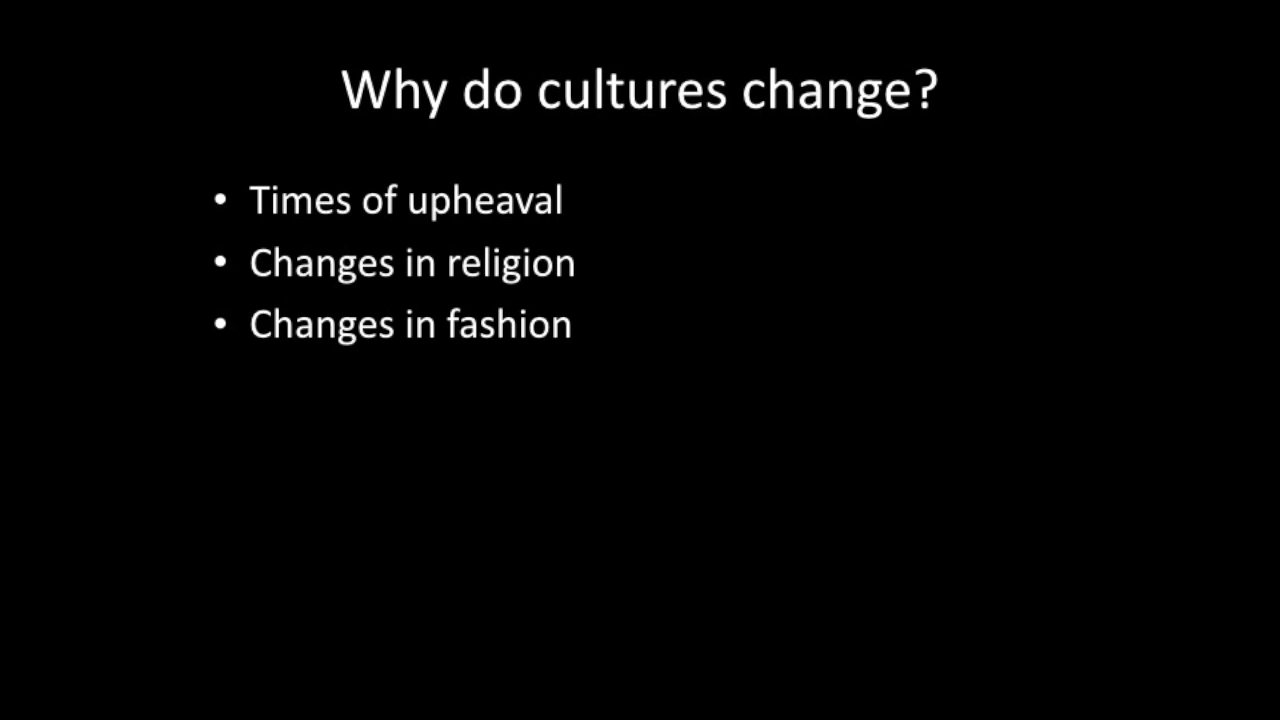 Why do cultures change?
• Times of upheaval
• Changes in religion
• Changes in fashion